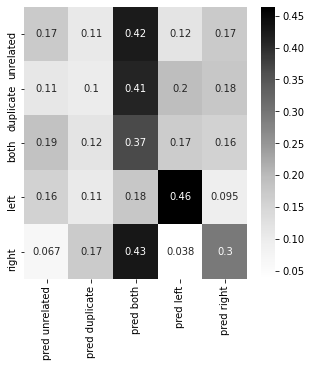 unrelated 0.17 0.11 0.42 0.12 0.17
duplicate 0.11 0.1 0.41 0.2 0.18
both 0.19 0.12 0.37 0.17 0.16
left 0.16 0.11 0.18 0.46 0.095
right 0.067 0.17 0.43 0.038 0.3
pred unrelated
pred duplicate
pred both
pred left
pred right
0.45
0.40
0.35
0.30
0.25
0.20
0.15
0.10
0.05